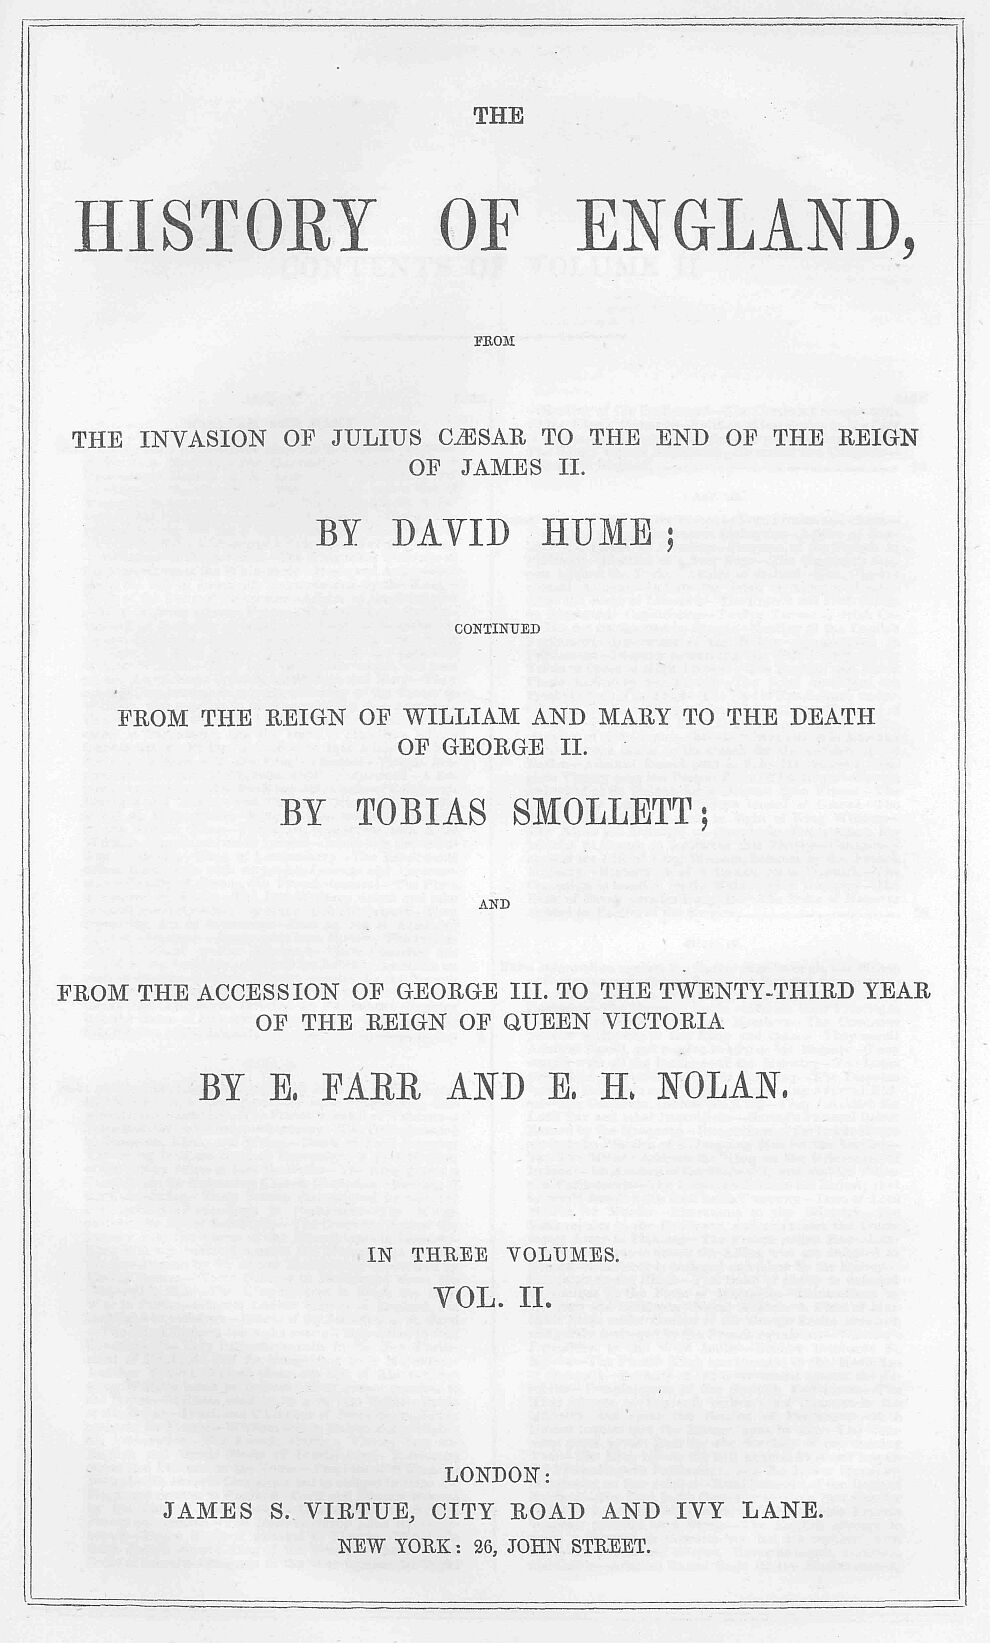 THE
HISTORY OF ENGLAND,
FROM
THE INVASION OF JULIUS CÆSAR TO THE END OF THE REIGN
OF JAMES II.
BY DAVID HUME;
CONTINUED
FROM THE REIGN OF WILLIAM AND MARY TO THE DEATH
OF GEORGE II.
BY TOBIAS SMOLLETT;
AND
FROM THE ACCESSION OF GEORGE III. TO THE TWENTY-THIRD YEAR
OF THE REIGN OF QUEEN VICTORIA
BY E. FARR AND E. H. NOLAN.
IN THREE VOLUMES.
VOL. II.
LONDON:
JAMES S. VIRTUE, CITY ROAD AND IVY LANE.
NEW YORK: 26, JOHN STREET.